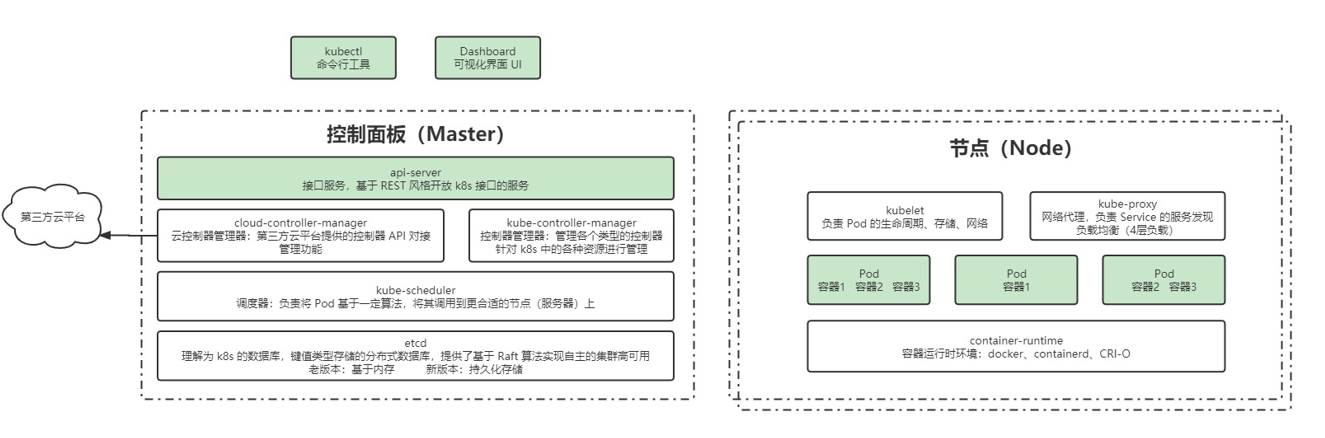 kubectl
命令行工具
Dashboard
可视化界面 UI
控制面板（Master）
api-server
接口服务，基于 REST 风格开放 k8s 接口的服务
第三方云平台
cloud-controller-manager
云控制器管理器：第三方云平台提供的控制器 API 对接
管理功能
kube-controller-manager
控制器管理器：管理各个类型的控制器
针对 k8s 中的各种资源进行管理
kube-scheduler
调度器：负责将 Pod 基于一定算法，将其调用到更合适的节点（服务器）上
etcd
理解为 k8s 的数据库，键值类型存储的分布式数据库，提供了基于 Raft 算法实现自主的集群高可用
老版本：基于内存 新版本：持久化存储
节点（Node）
kubelet
负责 Pod 的生命周期、存储、网络
kube-proxy
网络代理，负责 Service 的服务发现
负载均衡（4层负载）
Pod
容器1 容器2 容器3
Pod
容器1
Pod
容器2 容器3
container-runtime
容器运行时环境：docker、containerd、CRI-O